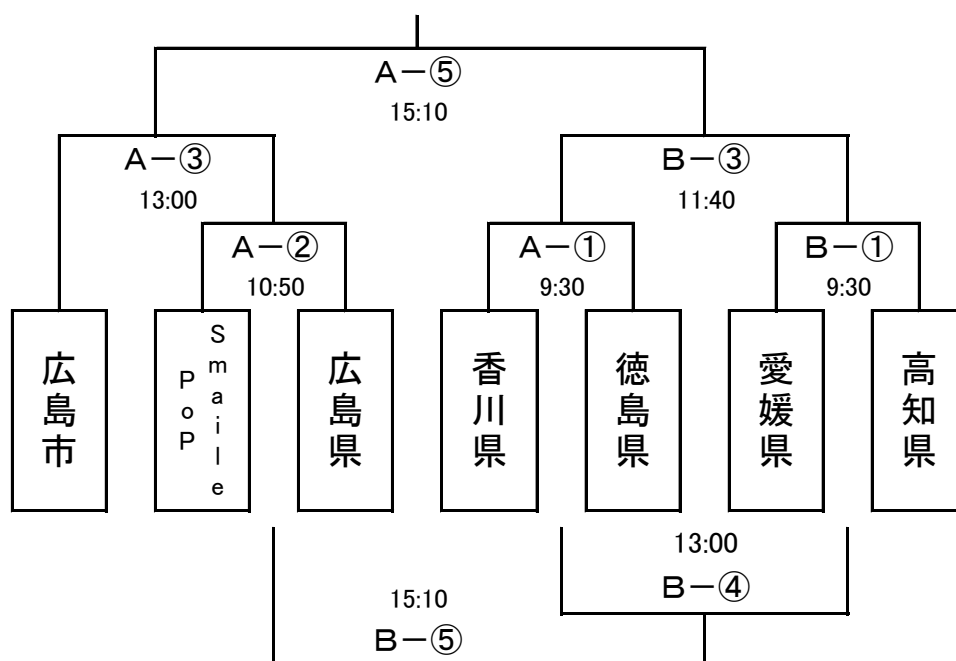 A－⑤
15:10
A－③
B－③
13:00
11:40
A－②
A－①
B－①
10:50
9:30
9:30
広島市
Smaile
PoP
広島県
香川県
徳島県
愛媛県
高知県
13:00
B－④
15:10
B－⑤